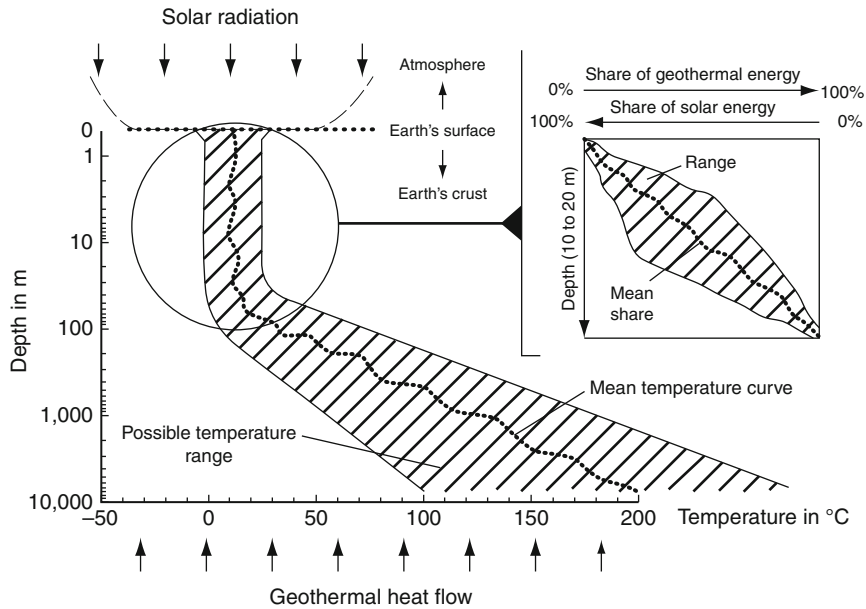 Solar radiation
Atmosphere
Earth's surface
Earth's crust
0% Share of geothermal energy 100%
100% Share of solar energy 0%
Range
Mean
share
Depth (10 to 20 m)
Depth in m
0
1
10
100
1,000
10,000
Mean temperature curve
Possible temperature
range
−50 0 50 100 150 200 Temperature in °C
Geothermal heat flow